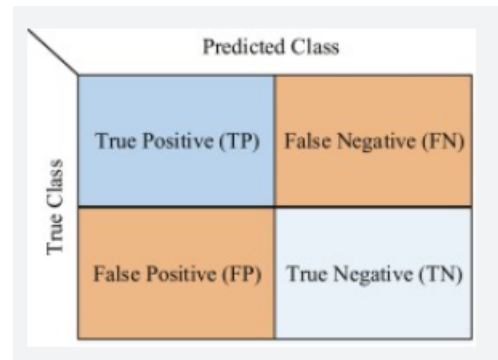 Predicted Class
True Class
True Positive (TP)
False Negative (FN)
False Positive (FP)
True Negative (TN)